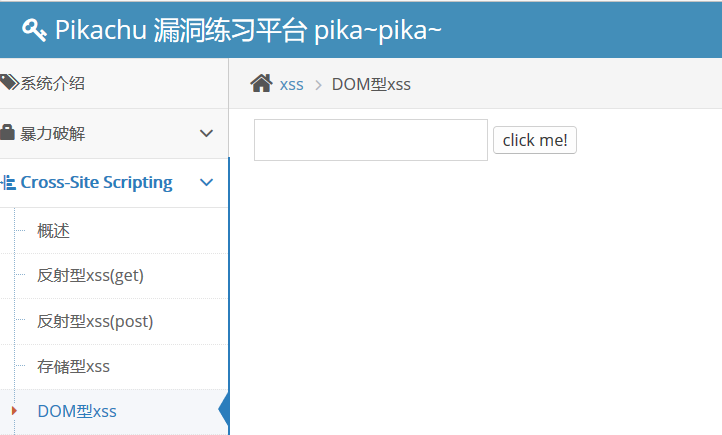 Pikachu 漏洞练习平台 pika~pika~
系统介绍
xss > DOM型xss
暴力破解
click me!
Cross-Site Scripting
概述
反射型xss(get)
反射型xss(post)
存储型xss
DOM型xss